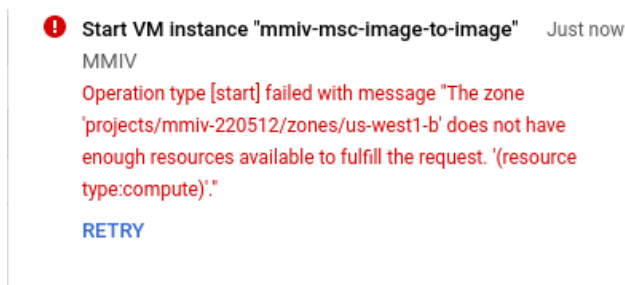 Start VM instance "mmiv-msc-image-to-image" Just now
MMIV
Operation type [start] failed with message "The zone
'projects/mmiv-220512/zones/us-west1-b' does not have
enough resources available to fulfill the request. '(resource
type:compute)'."
RETRY